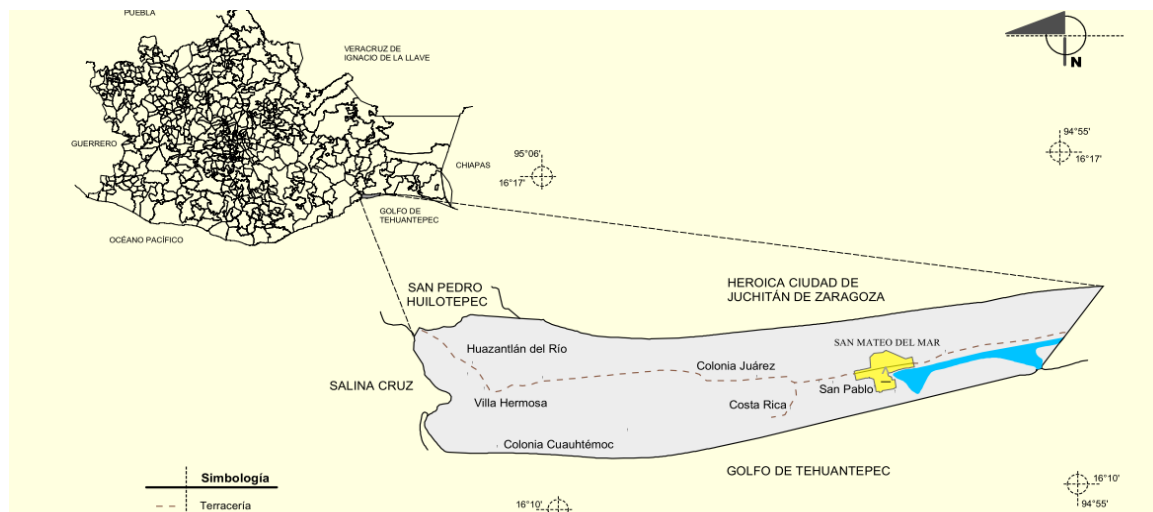 PUEBLA
VERACRUZ DE
IGNACIO DE LA LLAVE
N
GUERRERO
CHIAPAS
95°06'
16°17'
94°55'
16°17'
GOLFO DE
TEHUANTEPEC
OCÉANO PACÍFICO
SAN PEDRO
HUILOTEPEC
HEROICA CIUDAD DE
JUCHITÁN DE ZARAGOZA
SAN MATEO DEL MAR
Huazantlán del Río
Colonia Juárez
SALINA CRUZ
San Pablo
Villa Hermosa
Costa Rica
Colonia Cuauhtémoc
GOLFO DE TEHUANTEPEC
Simbología
Terracería
16°10'
16°10'
94°55'